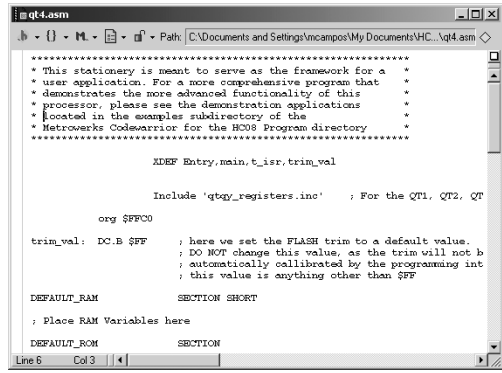 qt4.asm
Path: C:\Documents and Settings\mcampos\My Documents\HC...\qt4.asm
*****************************************************************
* This stationery is meant to serve as the framework for a *
* user application. For a more comprehensive program that *
* demonstrates the more advanced functionality of this *
* processor, please see the demonstration applications *
* located in the examples subdirectory of the *
* Metrowerks Codewarrior for the HC08 Program directory *
*****************************************************************
XDEF Entry,main,t_isr,trim_val
Include 'qtqy_registers.inc' ; For the QT1, QT2, QT
org $FFC0
trim_val: DC.B $FF ; here we set the FLASH trim to a default value.
; DO NOT change this value, as the trim will not b
; automatically callibrated by the programming int
; this value is anything other than $FF
DEFAULT_RAM SECTION SHORT
; Place RAM Variables here
DEFAULT_ROM SECTION
Line 6 Col 3